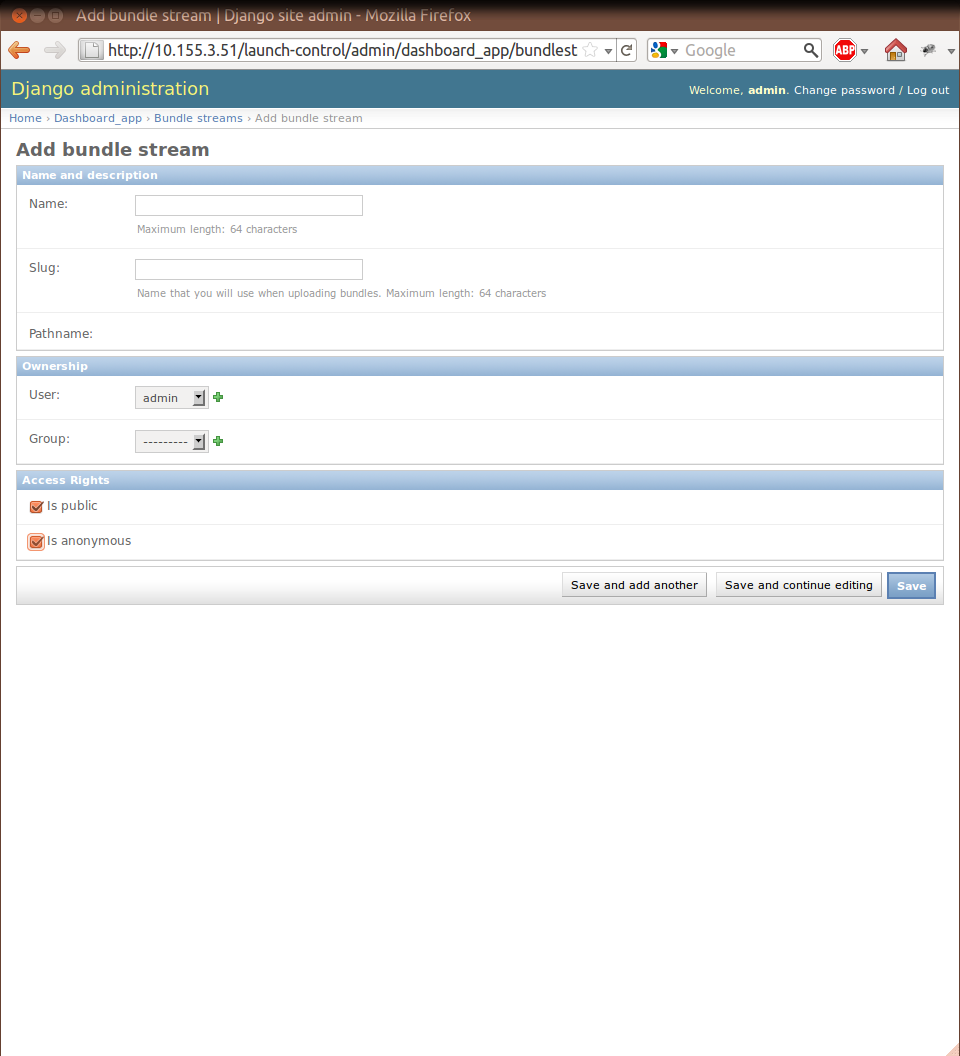 Add bundle stream | Django site admin - Mozilla Firefox
http://10.155.3.51/launch-control/admin/dashboard_app/bundlest
Google
ABP
Django administration
Welcome, admin. Change password / Log out
Home › Dashboard_app › Bundle streams › Add bundle stream
Add bundle stream
Name and description
Name:
Maximum length: 64 characters
Slug:
Name that you will use when uploading bundles. Maximum length: 64 characters
Pathname:
Ownership
User: admin
Group: ---------
Access Rights
Is public
Is anonymous
Save and add another Save and continue editing Save